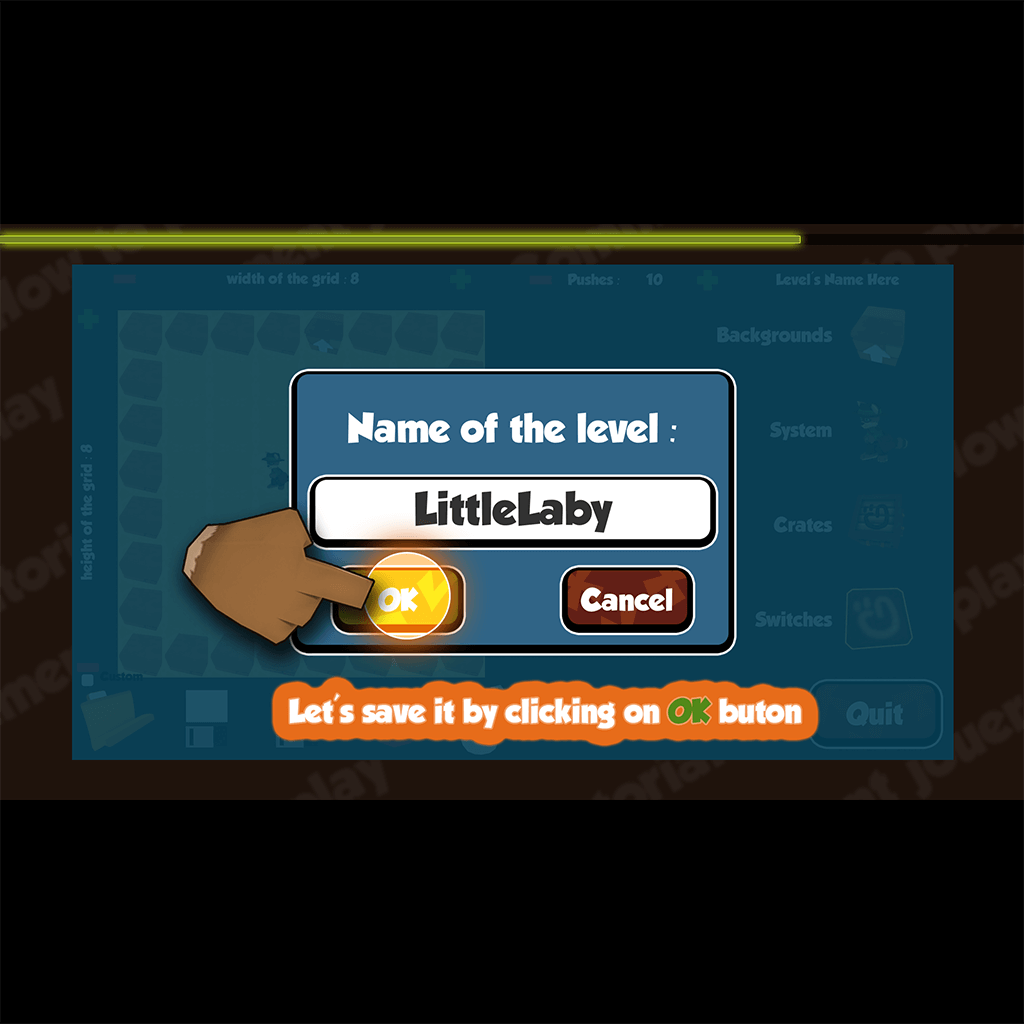 width of the grid : 8
Pushes : 10
Level's Name Here
Backgrounds
Name of the level :
System
height of the grid : 8
LittleLaby
Crates
OK
Cancel
Switches
Custom
Let's save it by clicking on OK buton
Quit